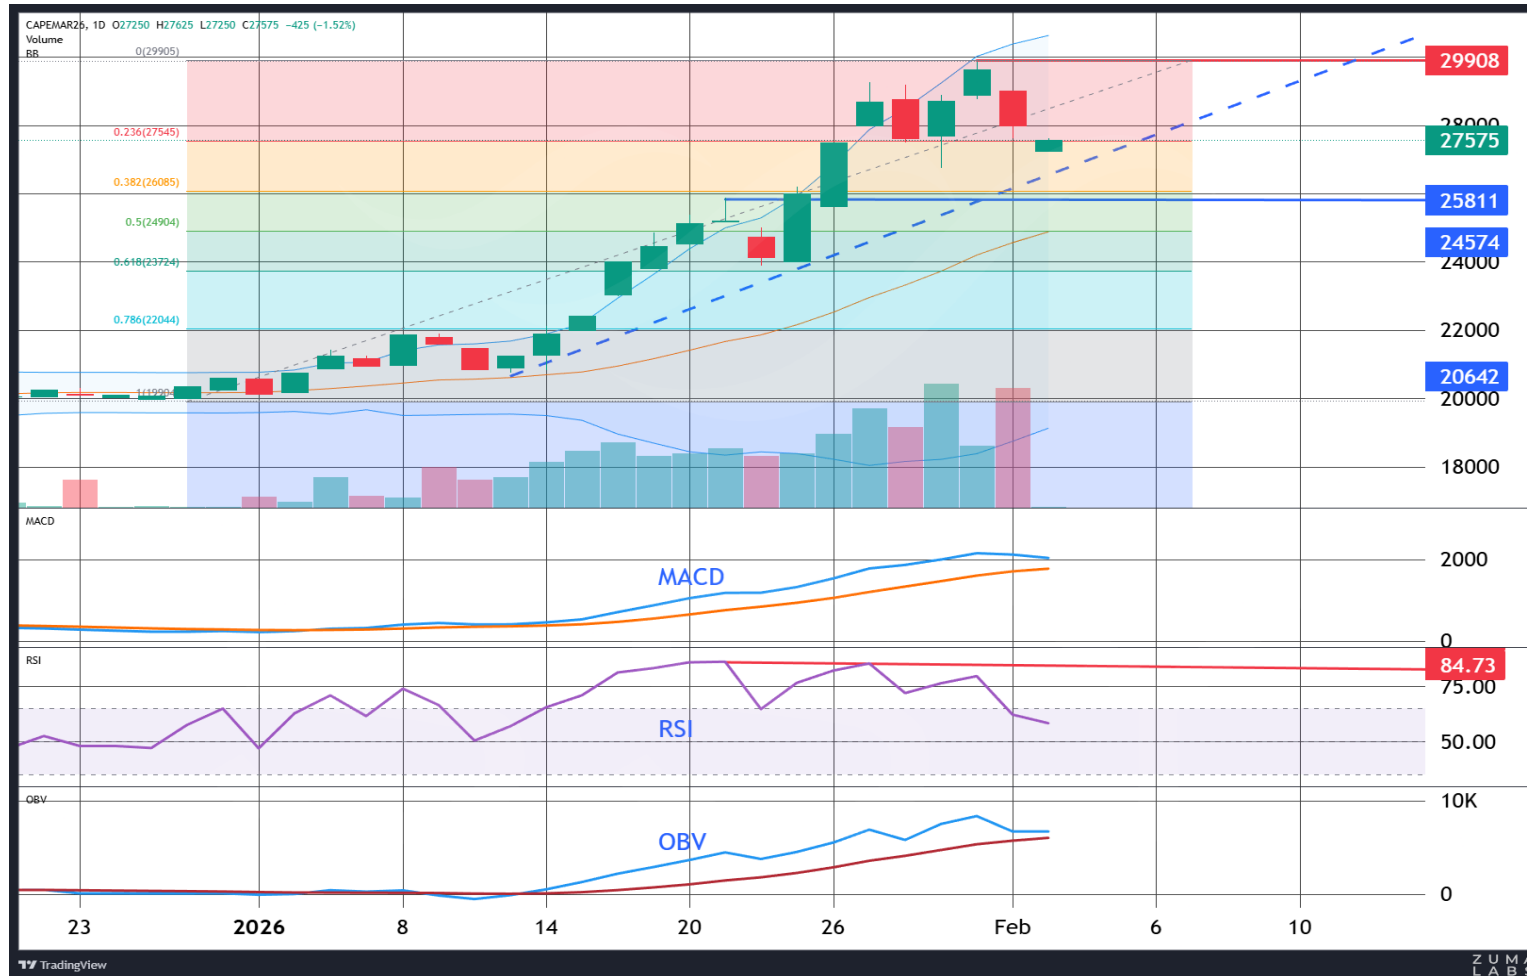 CAPEMAR26, 1D O27250 H27625 L27250 C27575 −425 (−1.52%)
Volume
BB
0(29905)
29908
0.236(27545)
28000
27575
0.382(26085)
25811
0.5(24904)
24574
0.618(23724)
24000
0.786(22044)
22000
20642
20000
18000
MACD
2000
MACD
0
RSI
84.73
75.00
RSI
50.00
OBV
10K
OBV
0
23 2026 8 14 20 26 Feb 6 10
TradingView